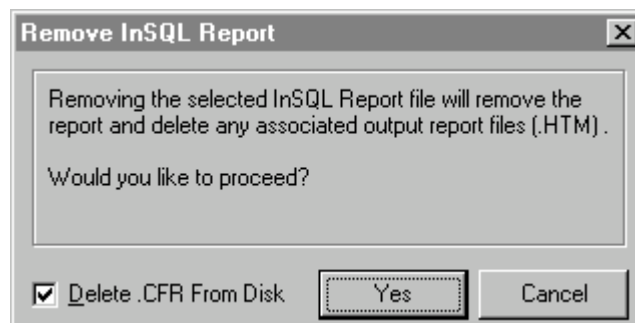 Remove InSQL Report
Removing the selected InSQL Report file will remove the
report and delete any associated output report files (.HTM) .
Would you like to proceed?
Delete .CFR From Disk
Yes
Cancel